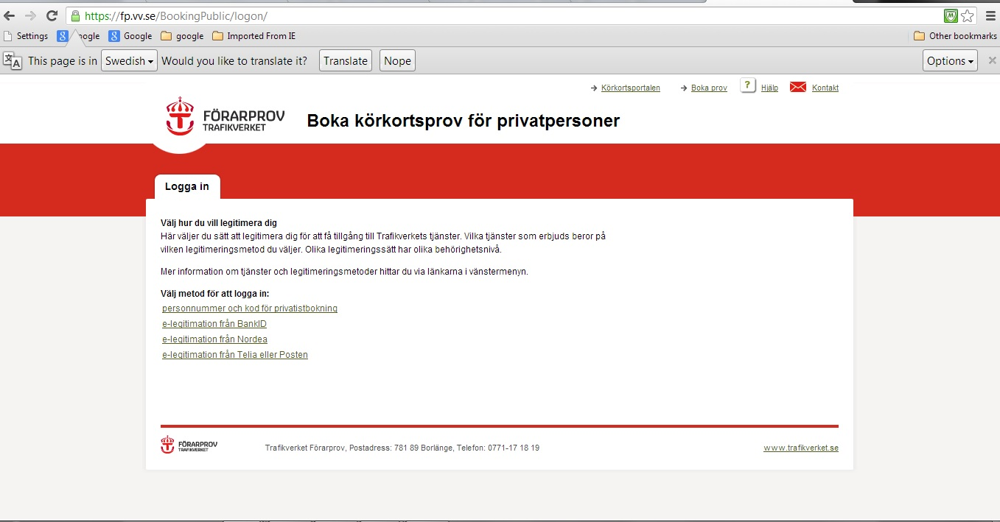 https://fp.vv.se/BookingPublic/logon/
Settings Google google Imported From IE Other bookmarks
This page is in Swedish Would you like to translate it? Translate Nope Options
Körkortsportalen Boka prov ? Hjälp Kontakt
FÖRARPROV
TRAFIKVERKET
Boka körkortsprov för privatpersoner
Logga in
Välj hur du vill legitimera dig
Här väljer du sätt att legitimera dig för att få tillgång till Trafikverkets tjänster. Vilka tjänster som erbjuds beror på
vilken legitimeringsmetod du väljer. Olika legitimeringssätt har olika behörighetsnivå.
Mer information om tjänster och legitimeringsmetoder hittar du via länkarna i vänstermenyn.
Välj metod för att logga in:
personnummer och kod för privatistbokning
e-legitimation från BankID
e-legitimation från Nordea
e-legitimation från Telia eller Posten
FÖRARPROV
TRAFIKVERKET
Trafikverket Förarprov, Postadress: 781 89 Borlänge, Telefon: 0771-17 18 19
www.trafikverket.se